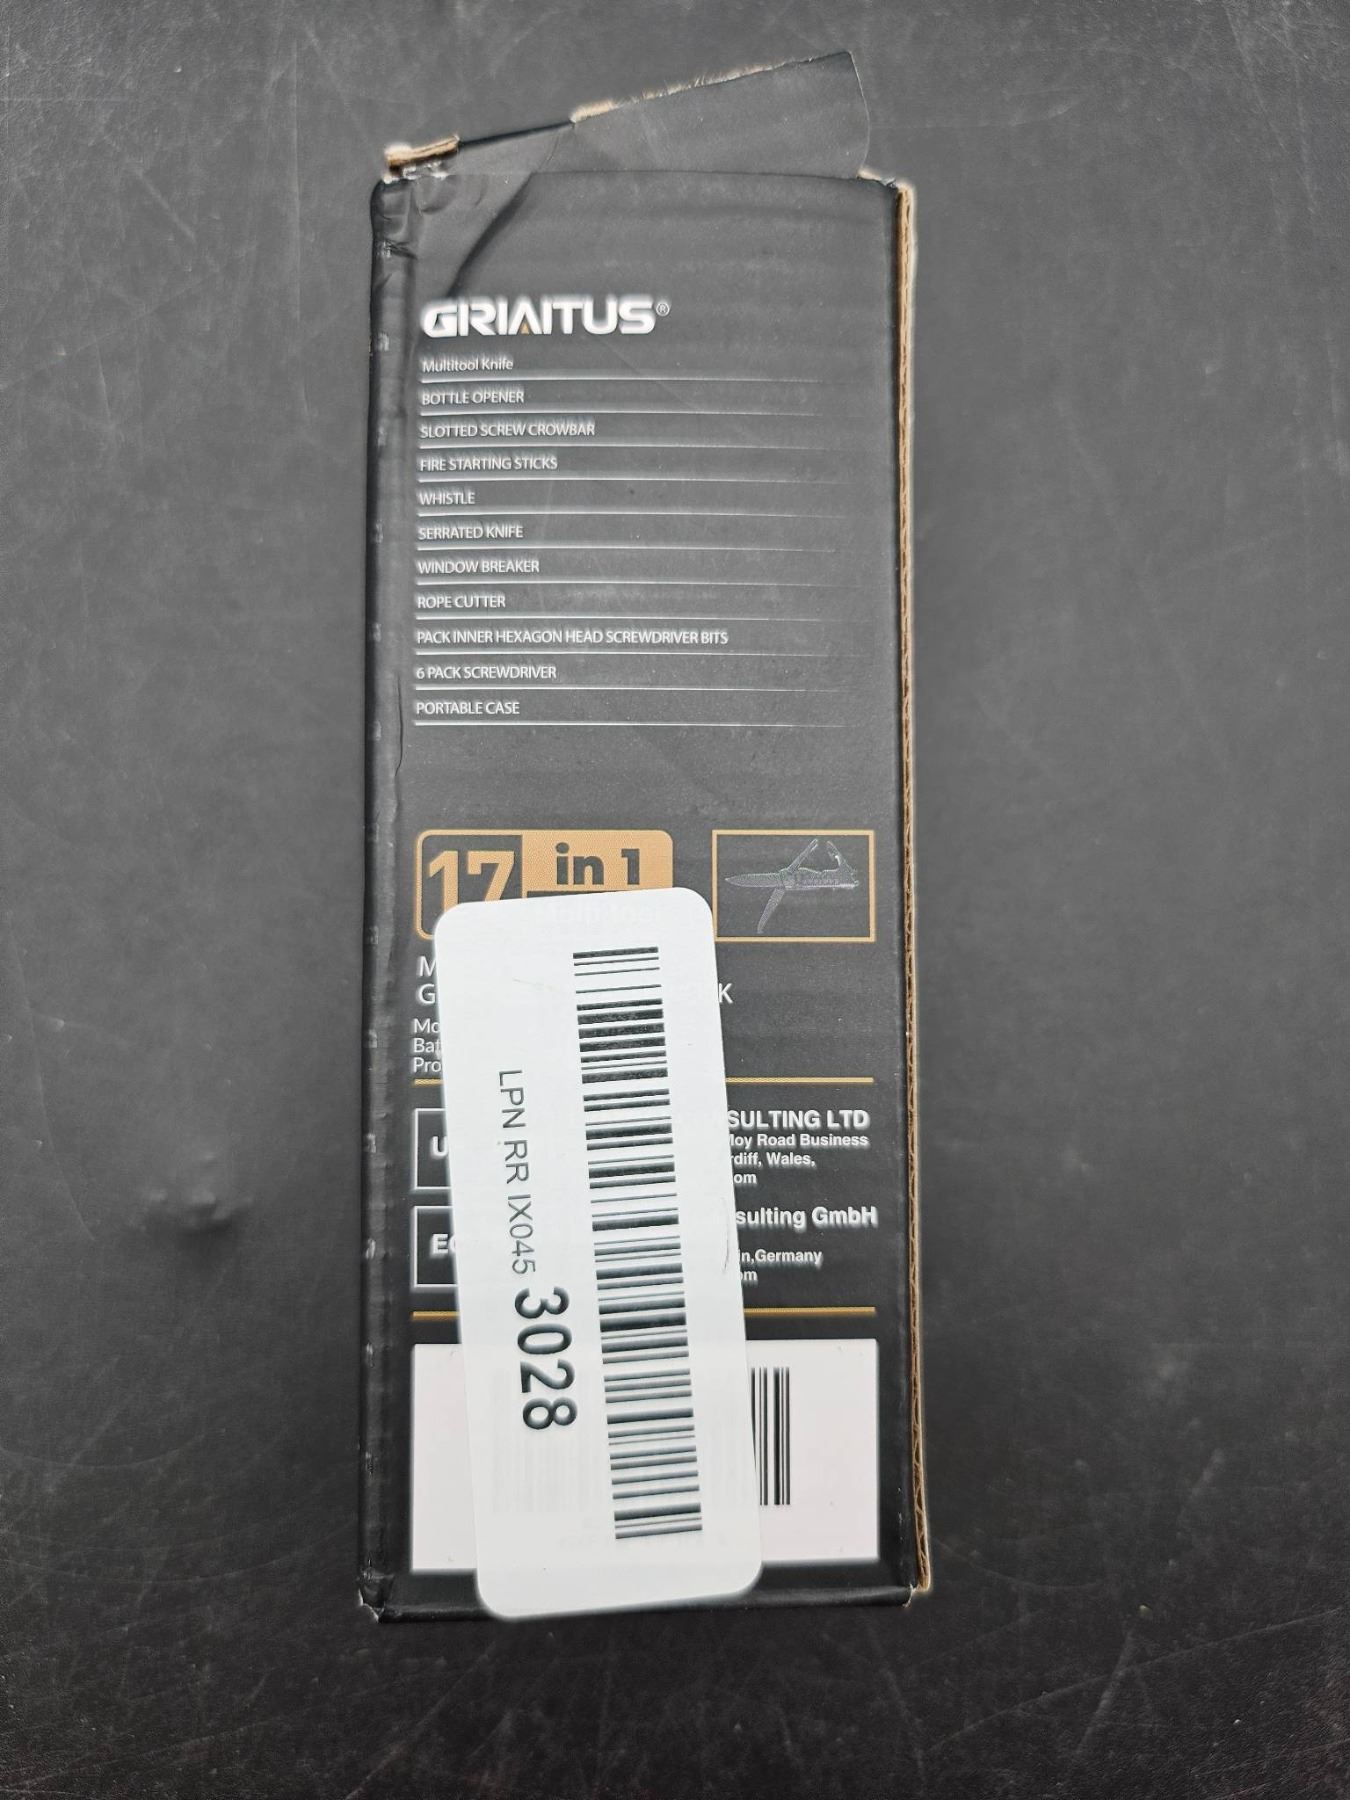 GRIAITUS®
Multitool Knife
BOTTLE OPENER
SLOTTED SCREW CROWBAR
FIRE STARTING STICKS
WHISTLE
SERRATED KNIFE
WINDOW BREAKER
ROPE CUTTER
PACK INNER HEXAGON HEAD SCREWDRIVER BITS
6 PACK SCREWDRIVER
PORTABLE CASE
17 in 1
SULTING LTD
loy Road Business
rdiff, Wales,
om
sulting GmbH
in,Germany
om
LPN RR IX045 3028